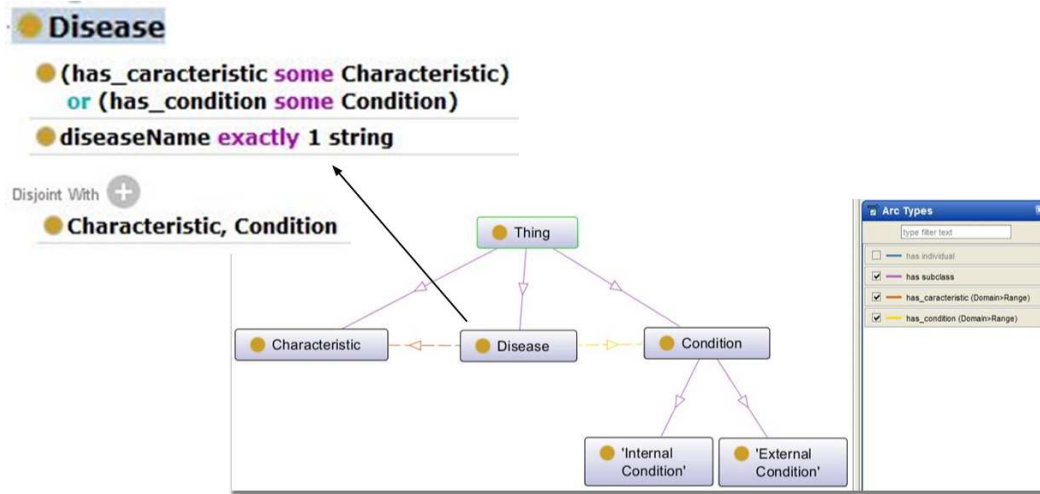 Disease
(has_caracteristic some Characteristic)
or (has_condition some Condition)
diseaseName exactly 1 string
Disjoint With
Characteristic, Condition
Thing
Characteristic
Disease
Condition
'Internal
Condition'
'External
Condition'
Arc Types
type filter text
has individual
has subclass
has_caracteristic (Domain>Range)
has_condition (Domain>Range)